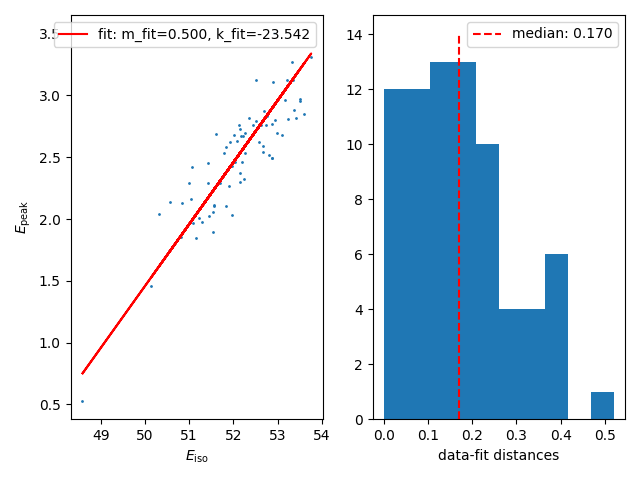 fit: m_fit=0.500, k_fit=-23.542
3.5
3.0
2.5
2.0
1.5
1.0
0.5
E_peak
49 50 51 52 53 54
E_iso
median: 0.170
14
12
10
8
6
4
2
0
0.0 0.1 0.2 0.3 0.4 0.5
data-fit distances